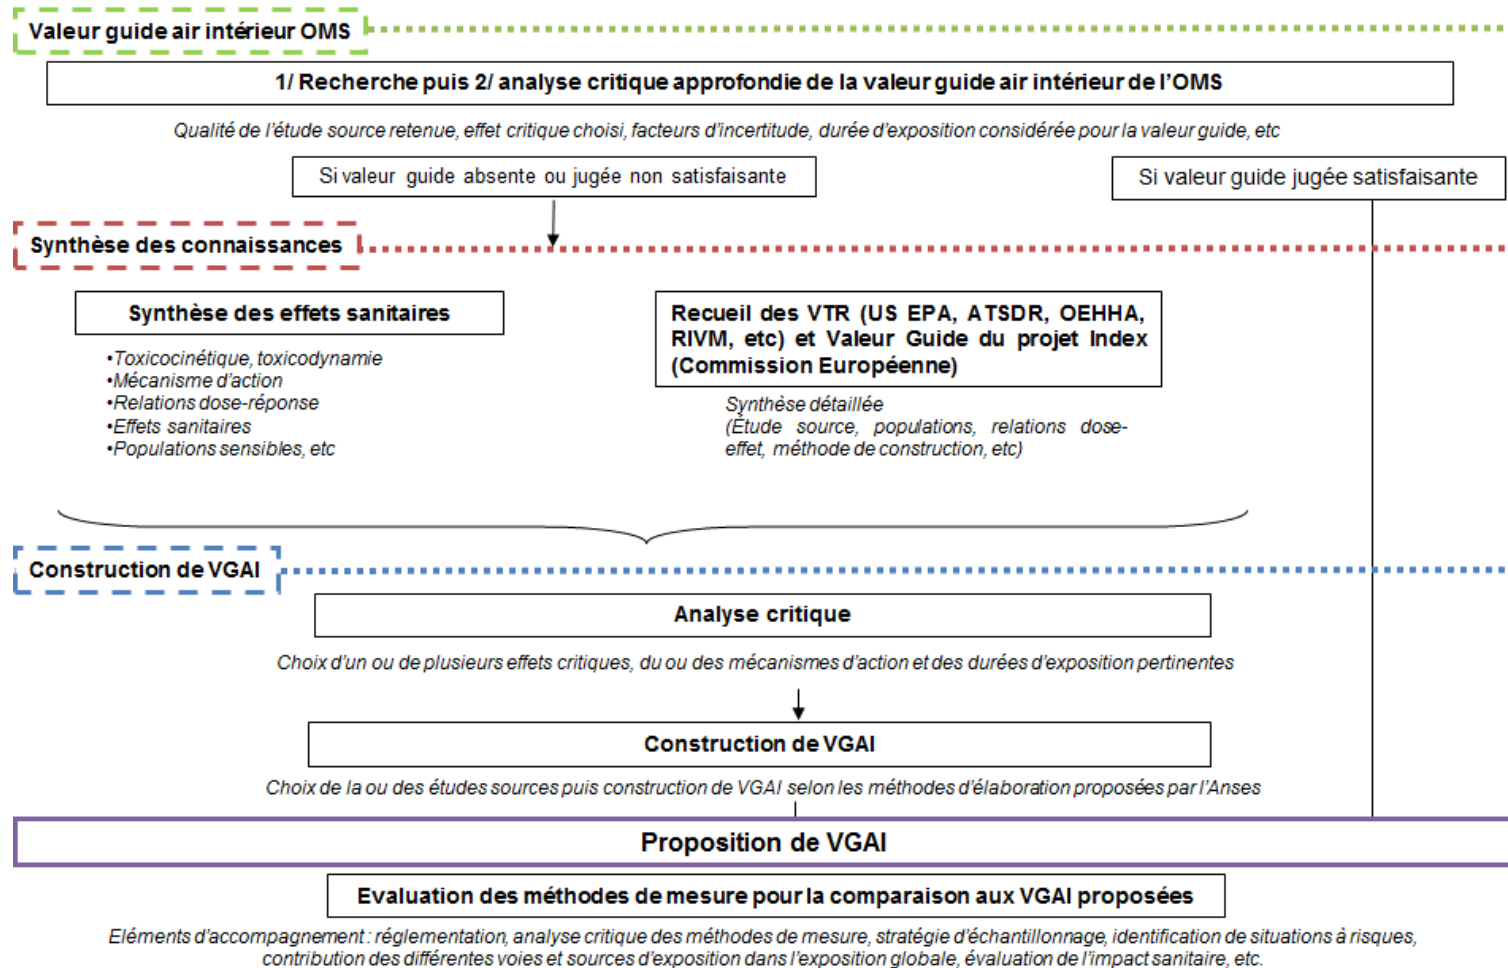 Valeur guide air intérieur OMS
1/ Recherche puis 2/ analyse critique approfondie de la valeur guide air intérieur de l’OMS
Qualité de l’étude source retenue, effet critique choisi, facteurs d’incertitude, durée d’exposition considérée pour la valeur guide, etc
Si valeur guide absente ou jugée non satisfaisante
Si valeur guide jugée satisfaisante
Synthèse des connaissances
Synthèse des effets sanitaires
•Toxicocinétique, toxicodynamie
•Mécanisme d’action
•Relations dose-réponse
•Effets sanitaires
•Populations sensibles, etc
Recueil des VTR (US EPA, ATSDR, OEHHA,
RIVM, etc) et Valeur Guide du projet Index
(Commission Européenne)
Synthèse détaillée
(Étude source, populations, relations dose-
effet, méthode de construction, etc)
Construction de VGAI
Analyse critique
Choix d’un ou de plusieurs effets critiques, du ou des mécanismes d’action et des durées d’exposition pertinentes
Construction de VGAI
Choix de la ou des études sources puis construction de VGAI selon les méthodes d’élaboration proposées par l’Anses
Proposition de VGAI
Evaluation des méthodes de mesure pour la comparaison aux VGAI proposées
Eléments d’accompagnement : réglementation, analyse critique des méthodes de mesure, stratégie d’échantillonnage, identification de situations à risques,
contribution des différentes voies et sources d’exposition dans l’exposition globale, évaluation de l’impact sanitaire, etc.